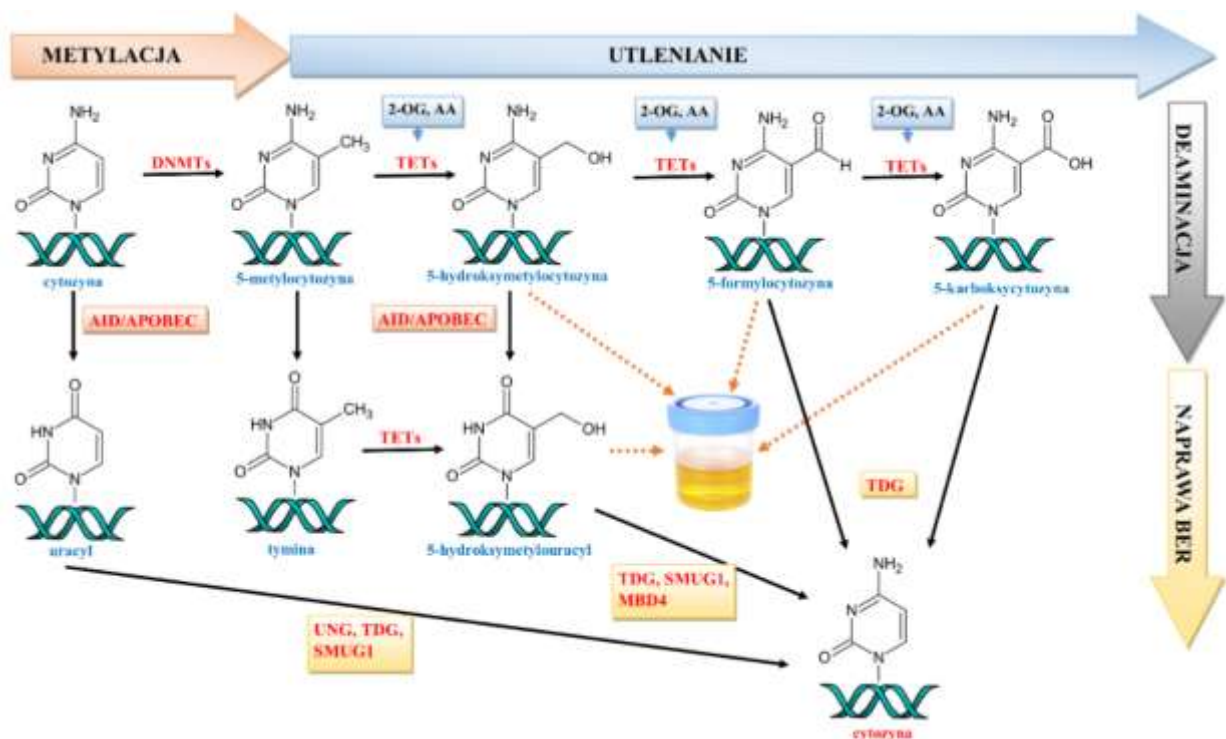 METYLACJA
UTLENIANIE
2-OG, AA
2-OG, AA
2-OG, AA
NH₂
NH₂
NH₂
NH₂
O
NH₂
O
N
N
CH₃
N
OH
N
H
N
OH
DNMTs
TETs
TETs
TETs
O
N
O
N
O
N
O
N
O
N
cytozyna
5-metylocytozyna
5-hydroksymetylocytozyna
5-formylocytozyna
5-karboksycytozyna
DEAMINACJA
AID/APOBEC
AID/APOBEC
O
O
O
HN
HN
CH₃
HN
OH
TETs
O
N
O
N
O
N
uracyl
tymina
5-hydroksymetylouracyl
NAPRAWA BER
TDG
TDG, SMUG1,
MBD4
UNG, TDG,
SMUG1
NH₂
N
O
N
cytozyna